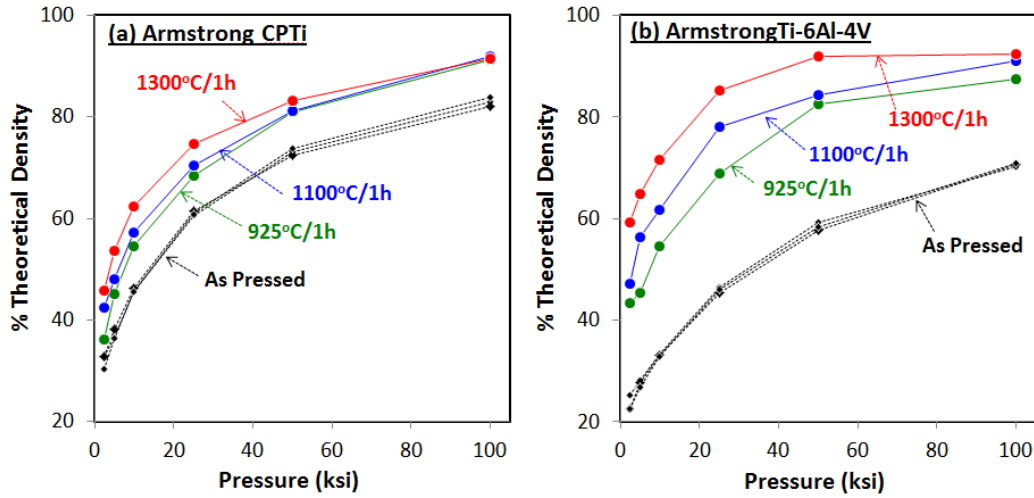 (a) Armstrong CPTi
1300°C/1h
1100°C/1h
925°C/1h
As Pressed
% Theoretical Density
100
80
60
40
20
0
20
40
60
80
100
Pressure (ksi)
(b) ArmstrongTi-6Al-4V
1300°C/1h
1100°C/1h
925°C/1h
As Pressed
% Theoretical Density
100
80
60
40
20
0
20
40
60
80
100
Pressure (ksi)